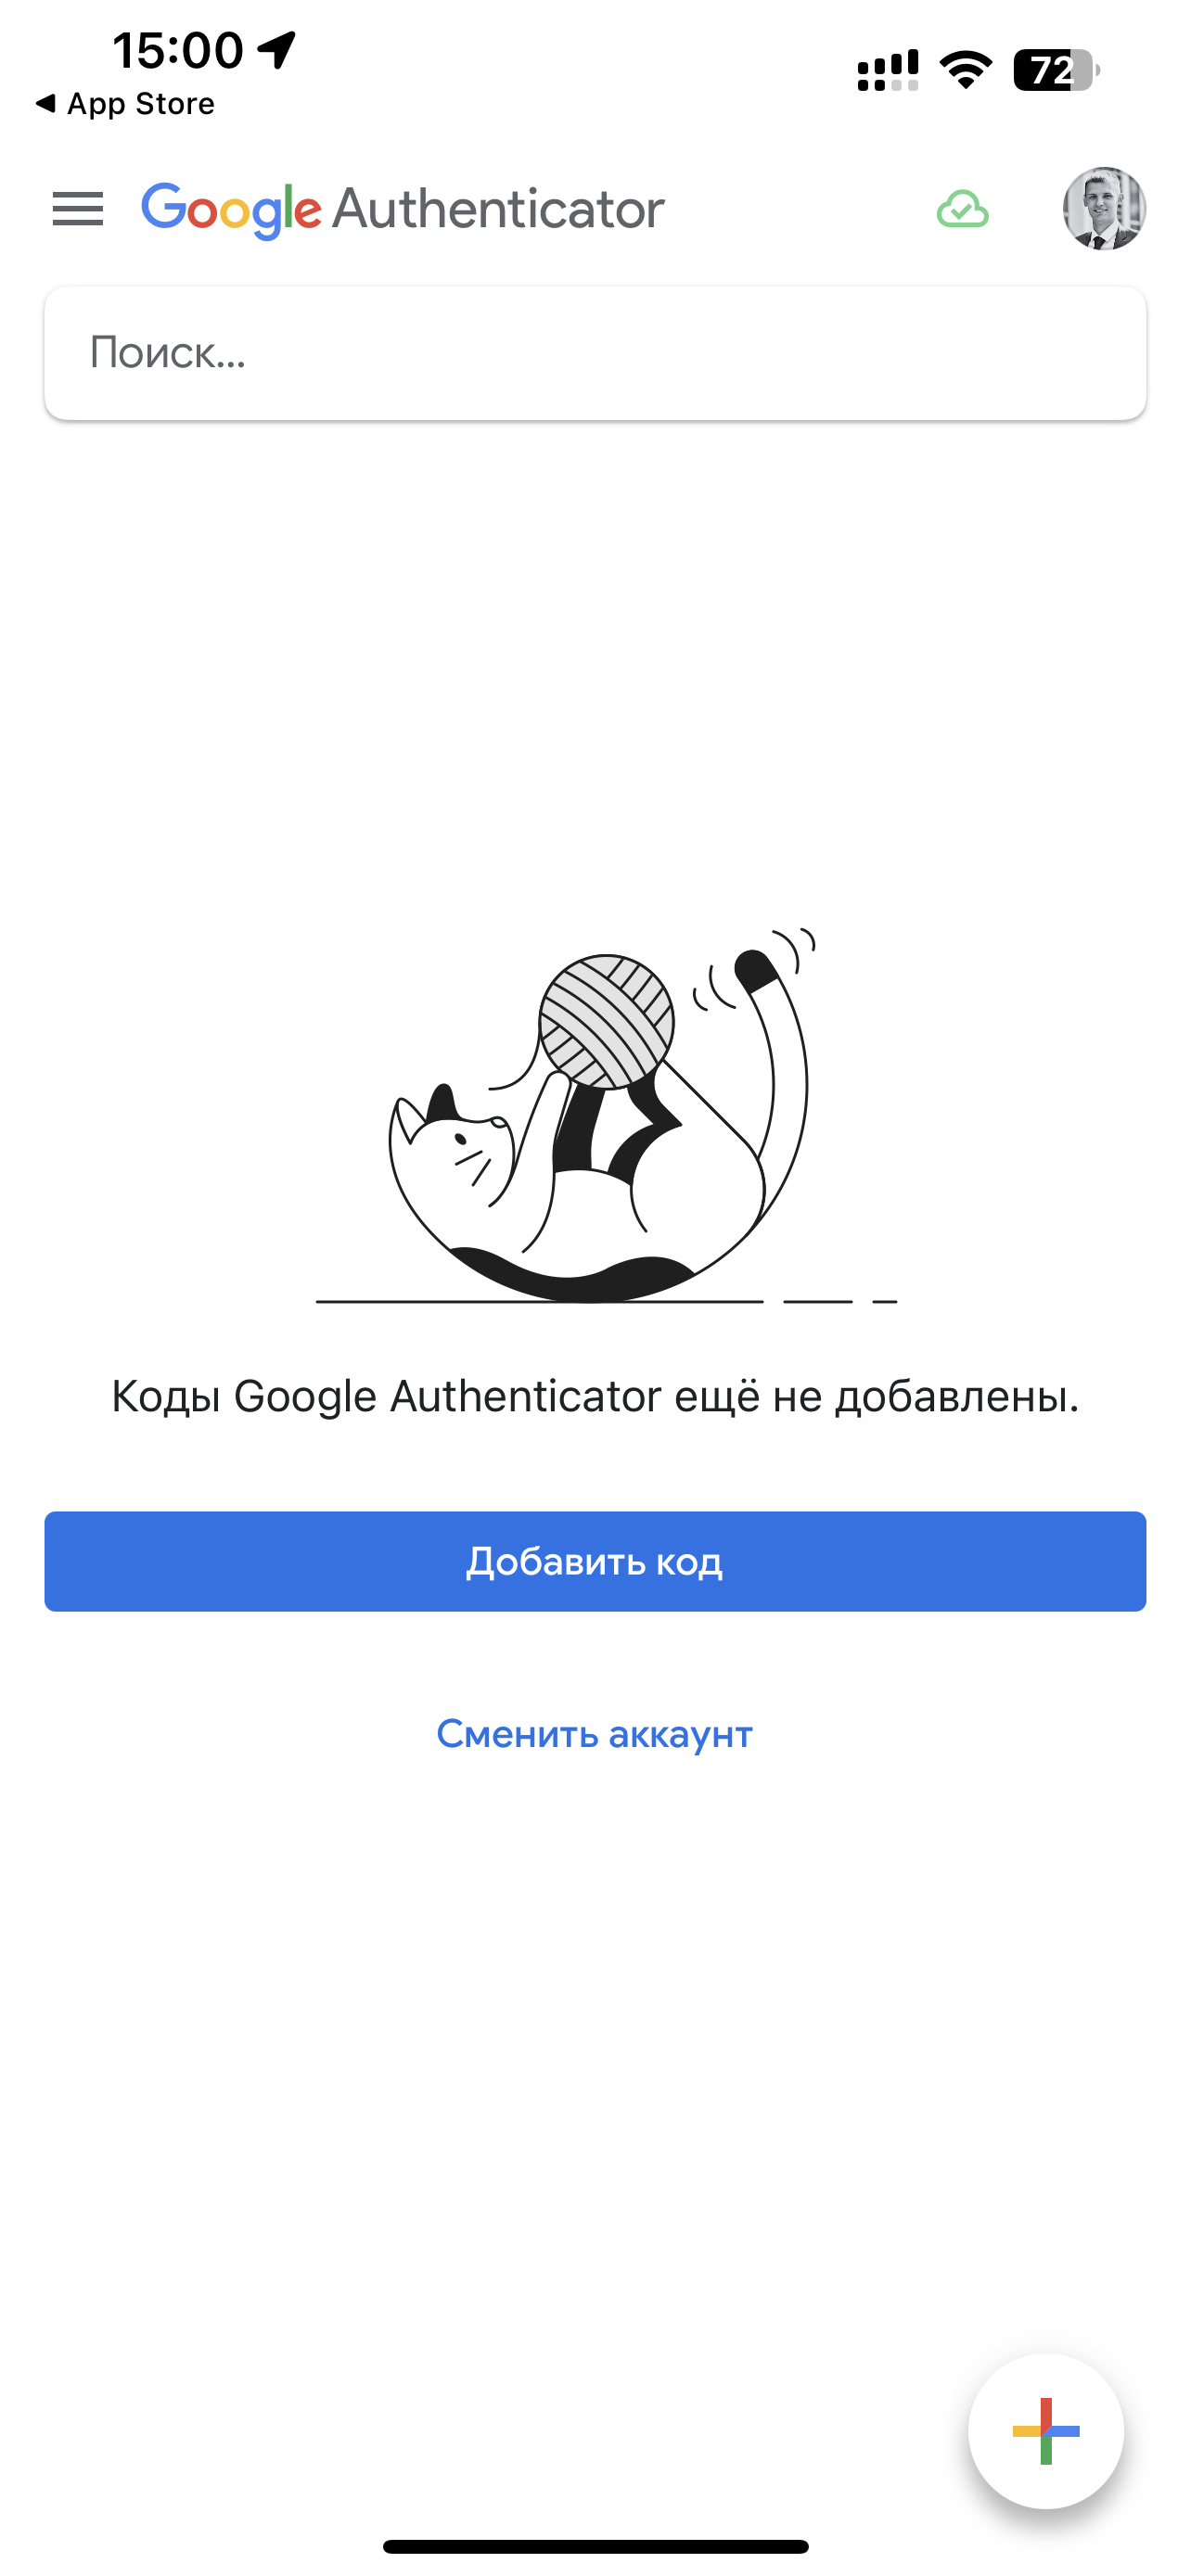 15:00
72
App Store
Google Authenticator
Поиск...
Коды Google Authenticator ещё не добавлены.
Добавить код
Сменить аккаунт